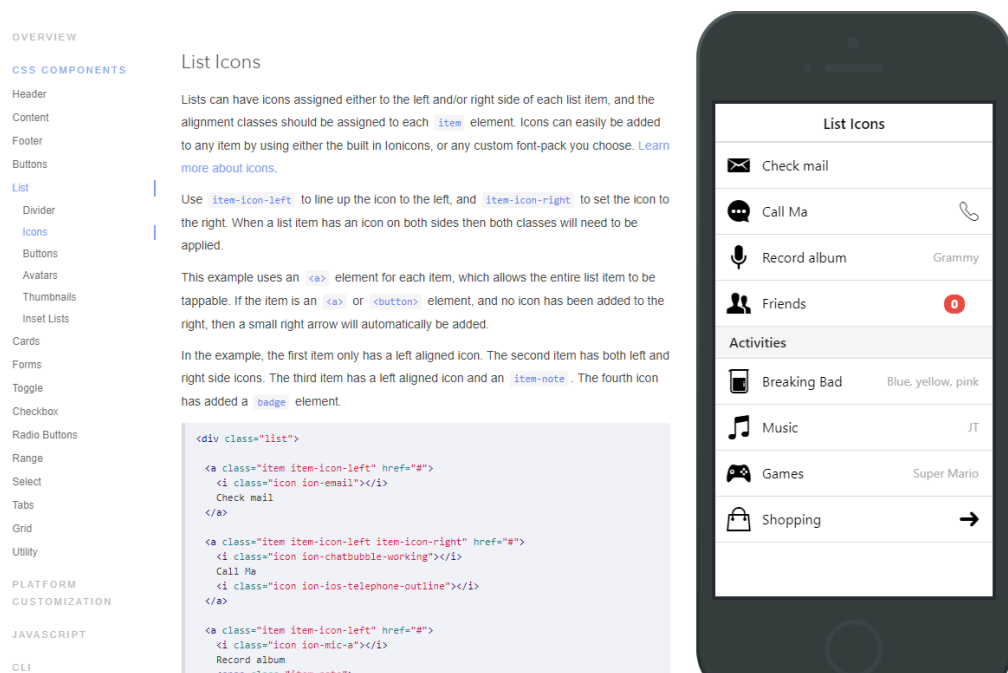 OVERVIEW
CSS COMPONENTS
Header
Content
Footer
Buttons
List
Divider
Icons
Buttons
Avatars
Thumbnails
Inset Lists
Cards
Forms
Toggle
Checkbox
Radio Buttons
Range
Select
Tabs
Grid
Utility
PLATFORM
CUSTOMIZATION
JAVASCRIPT
CLI
List Icons
Lists can have icons assigned either to the left and/or right side of each list item, and the
alignment classes should be assigned to each item element. Icons can easily be added
to any item by using either the built in Ionicons, or any custom font-pack you choose. Learn
more about icons.
Use item-icon-left to line up the icon to the left, and item-icon-right to set the icon to
the right. When a list item has an icon on both sides then both classes will need to be
applied.
This example uses an <a> element for each item, which allows the entire list item to be
tappable. If the item is an <a> or <button> element, and no icon has been added to the
right, then a small right arrow will automatically be added.
In the example, the first item only has a left aligned icon. The second item has both left and
right side icons. The third item has a left aligned icon and an item-note . The fourth icon
has added a badge element.
<div class="list">
<a class="item item-icon-left" href="#">
<i class="icon ion-email"></i>
Check mail
</a>
<a class="item item-icon-left item-icon-right" href="#">
<i class="icon ion-chatbubble-working"></i>
Call Ma
<i class="icon ion-ios-telephone-outline"></i>
</a>
<a class="item item-icon-left" href="#">
<i class="icon ion-mic-a"></i>
Record album
List Icons
Check mail
Call Ma
Record album Grammy
Friends 0
Activities
Breaking Bad Blue, yellow, pink
Music JT
Games Super Mario
Shopping